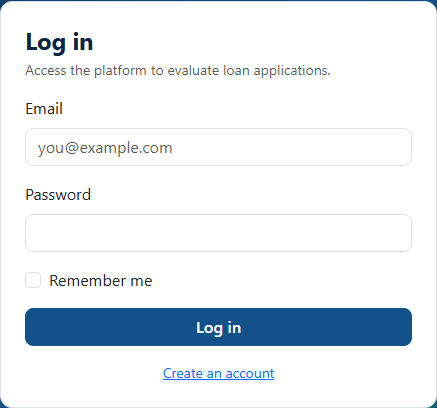 Log in
Access the platform to evaluate loan applications.
Email
you@example.com
Password
Remember me
Log in
Create an account